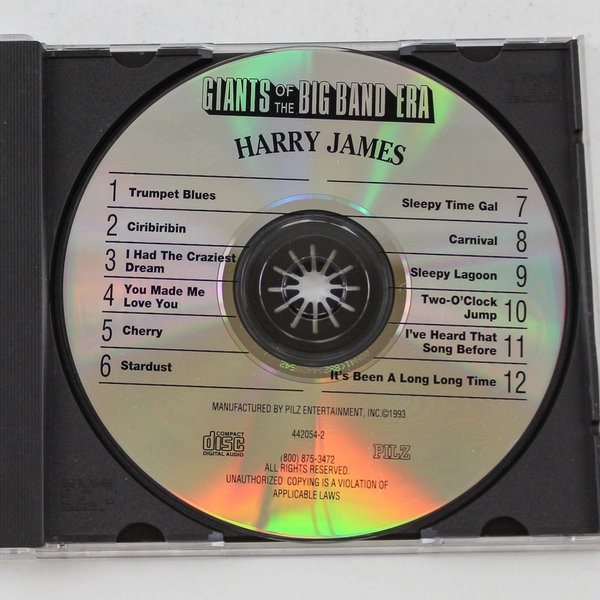 GIANTS OF THE BIG BAND ERA
HARRY JAMES
1 Trumpet Blues
2 Ciribiribin
3 I Had The Craziest
Dream
4 You Made Me
Love You
5 Cherry
6 Stardust
Sleepy Time Gal 7
Carnival 8
Sleepy Lagoon 9
Two-O'Clock
Jump 10
I've Heard That
Song Before 11
It's Been A Long Long Time 12
MANUFACTURED BY PILZ ENTERTAINMENT, INC.©1993
COMPACT
disc
DIGITAL AUDIO
442054-2
PILZ
(800) 875-3472
ALL RIGHTS RESERVED.
UNAUTHORIZED COPYING IS A VIOLATION OF
APPLICABLE LAWS